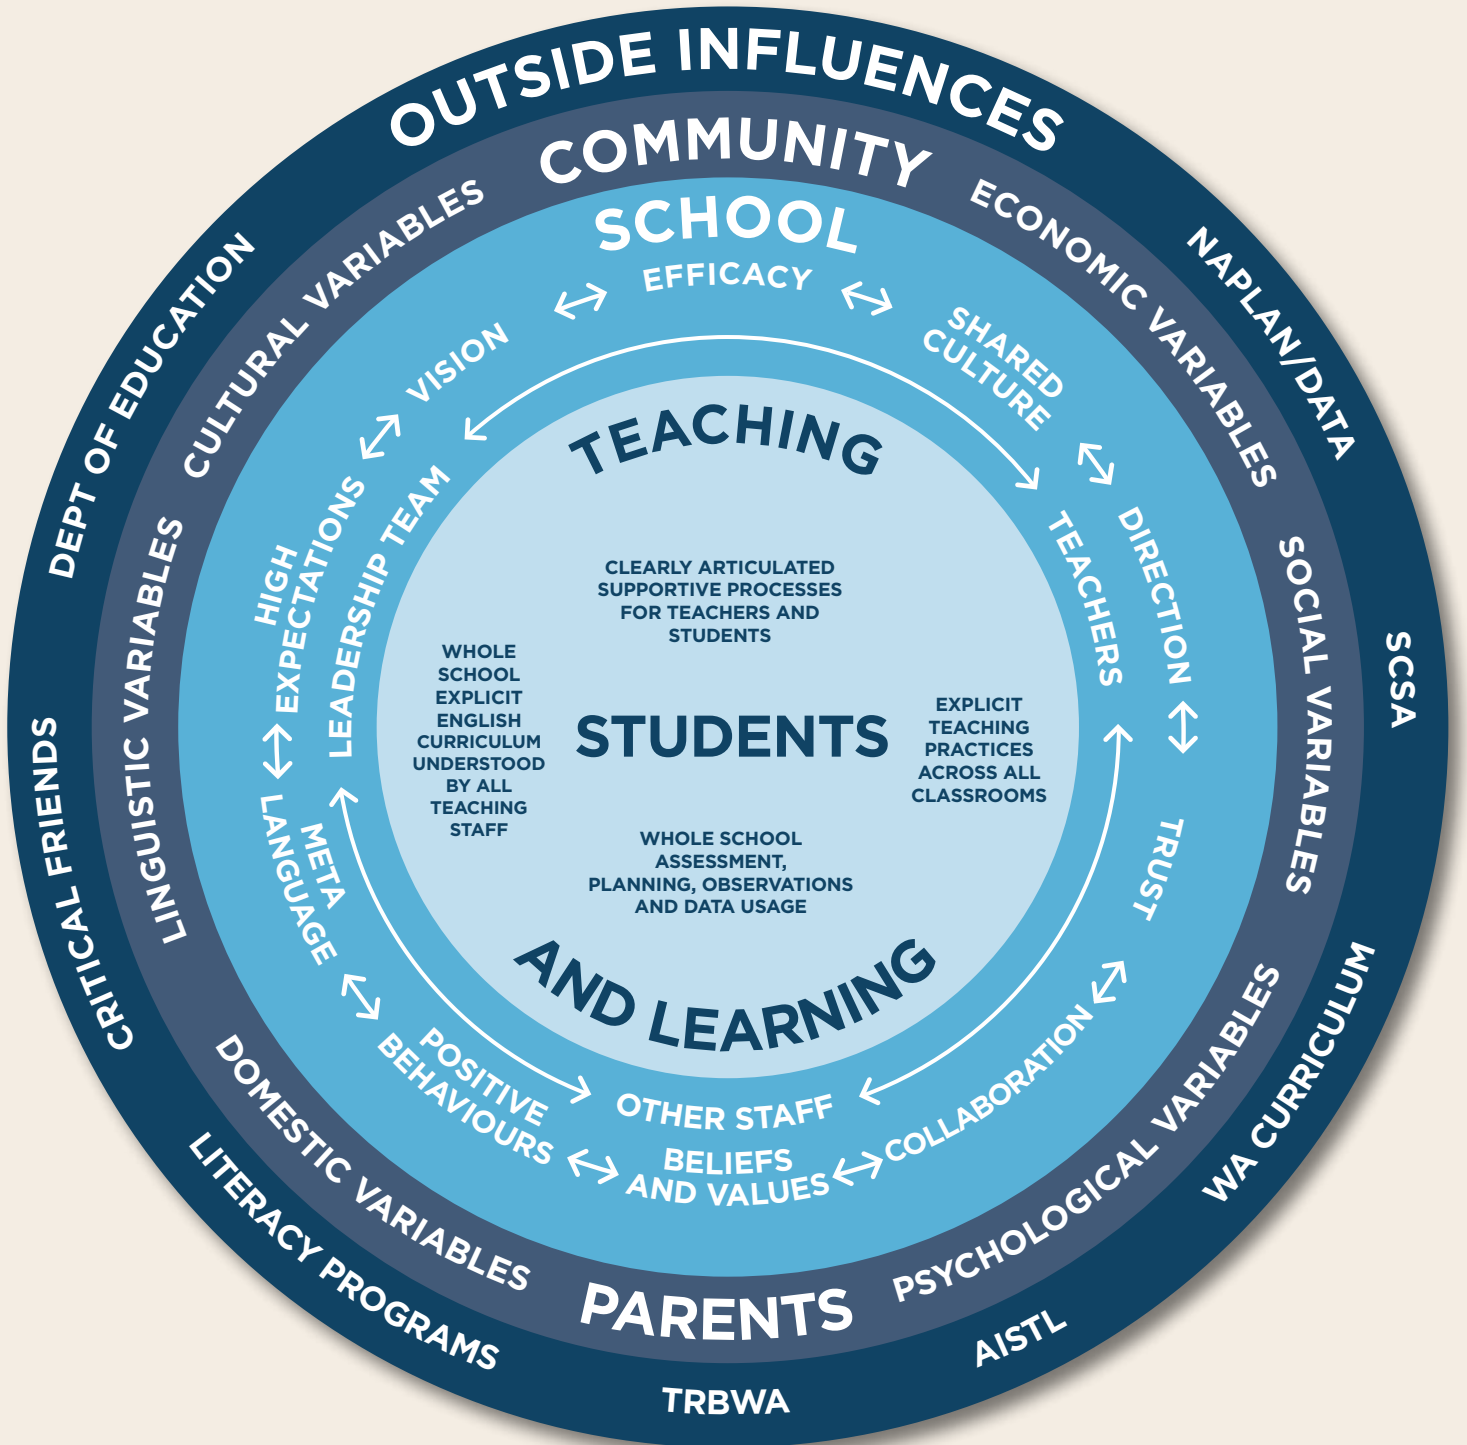 OUTSIDE INFLUENCES
NAPLAN/DATA
SCSA
WA CURRICULUM
AISTL
TRBWA
LITERACY PROGRAMS
CRITICAL FRIENDS
DEPT OF EDUCATION
COMMUNITY
ECONOMIC VARIABLES
SOCIAL VARIABLES
PSYCHOLOGICAL VARIABLES
PARENTS
DOMESTIC VARIABLES
LINGUISTIC VARIABLES
CULTURAL VARIABLES
SCHOOL
EFFICACY
SHARED
CULTURE
DIRECTION
TRUST
COLLABORATION
BELIEFS
AND VALUES
POSITIVE
BEHAVIOURS
META
LANGUAGE
HIGH
EXPECTATIONS
VISION
LEADERSHIP TEAM
TEACHERS
OTHER STAFF
TEACHING
CLEARLY ARTICULATED
SUPPORTIVE PROCESSES
FOR TEACHERS AND
STUDENTS
WHOLE
SCHOOL
EXPLICIT
ENGLISH
CURRICULUM
UNDERSTOOD
BY ALL
TEACHING
STAFF
STUDENTS
EXPLICIT
TEACHING
PRACTICES
ACROSS ALL
CLASSROOMS
WHOLE SCHOOL
ASSESSMENT,
PLANNING, OBSERVATIONS
AND DATA USAGE
AND LEARNING